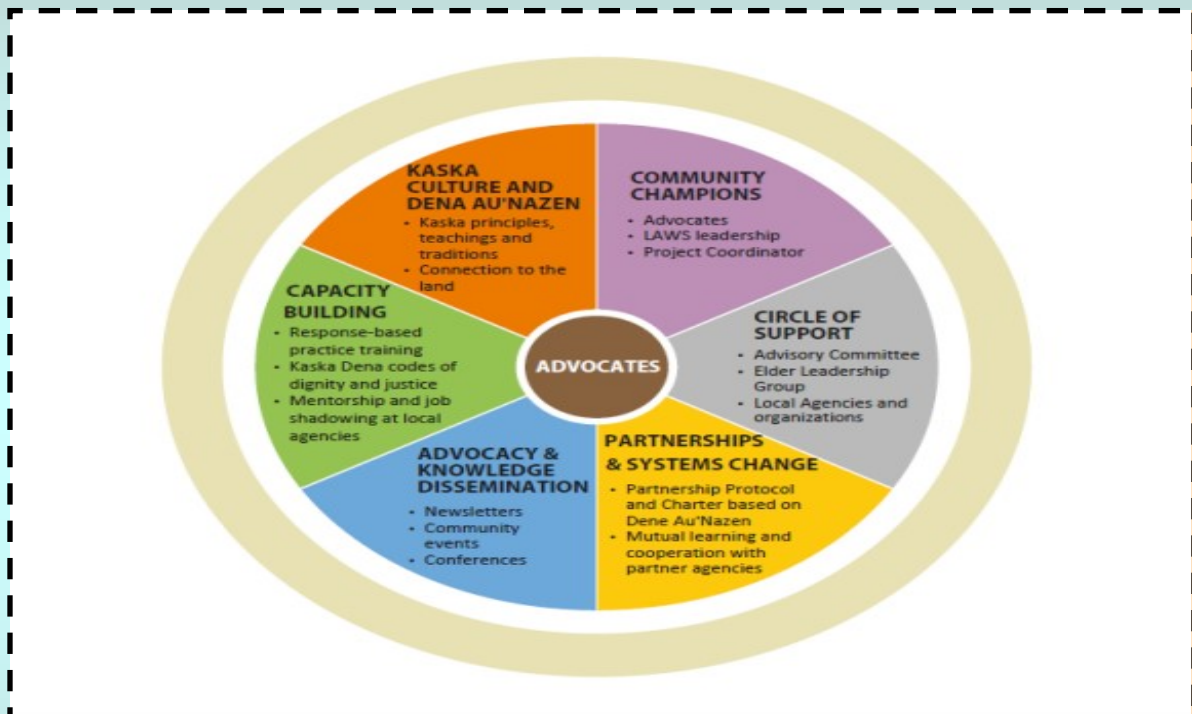 KASKA
CULTURE AND
DENA AU'NAZEN
• Kaska principles,
teachings and
traditions
• Connection to the
land
COMMUNITY
CHAMPIONS
• Advocates
• LAWS leadership
• Project Coordinator
CIRCLE OF
SUPPORT
• Advisory Committee
• Elder Leadership
Group
• Local Agencies and
organizations
PARTNERSHIPS
& SYSTEMS CHANGE
• Partnership Protocol
and Charter based on
Dene Au'Nazen
• Mutual learning and
cooperation with
partner agencies
ADVOCACY &
KNOWLEDGE
DISSEMINATION
• Newsletters
• Community
events
• Conferences
CAPACITY
BUILDING
• Response-based
practice training
• Kaska Dena codes of
dignity and justice
• Mentorship and job
shadowing at local
agencies
ADVOCATES